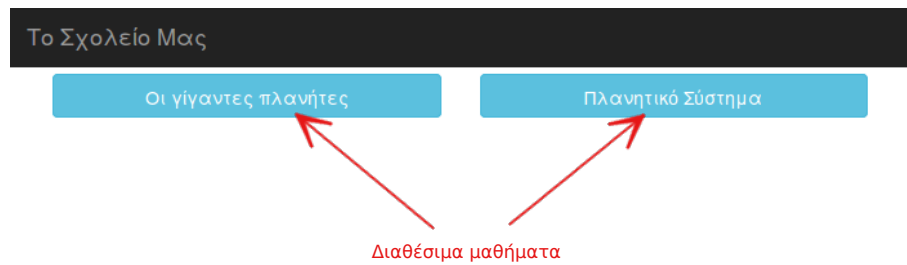 Το Σχολείο Μας
Οι γίγαντες πλανήτες
Πλανητικό Σύστημα
Διαθέσιμα μαθήματα